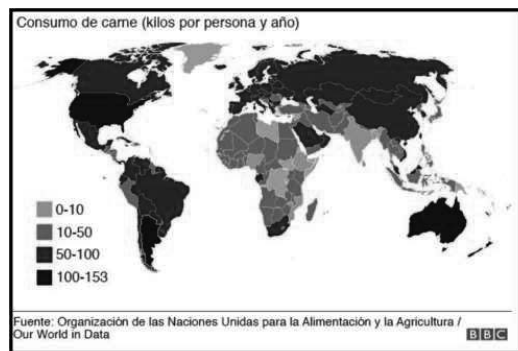 Consumo de carne (kilos por persona y año)
0-10
10-50
50-100
100-153
Fuente: Organización de las Naciones Unidas para la Alimentación y la Agricultura /
Our World in Data
BBC